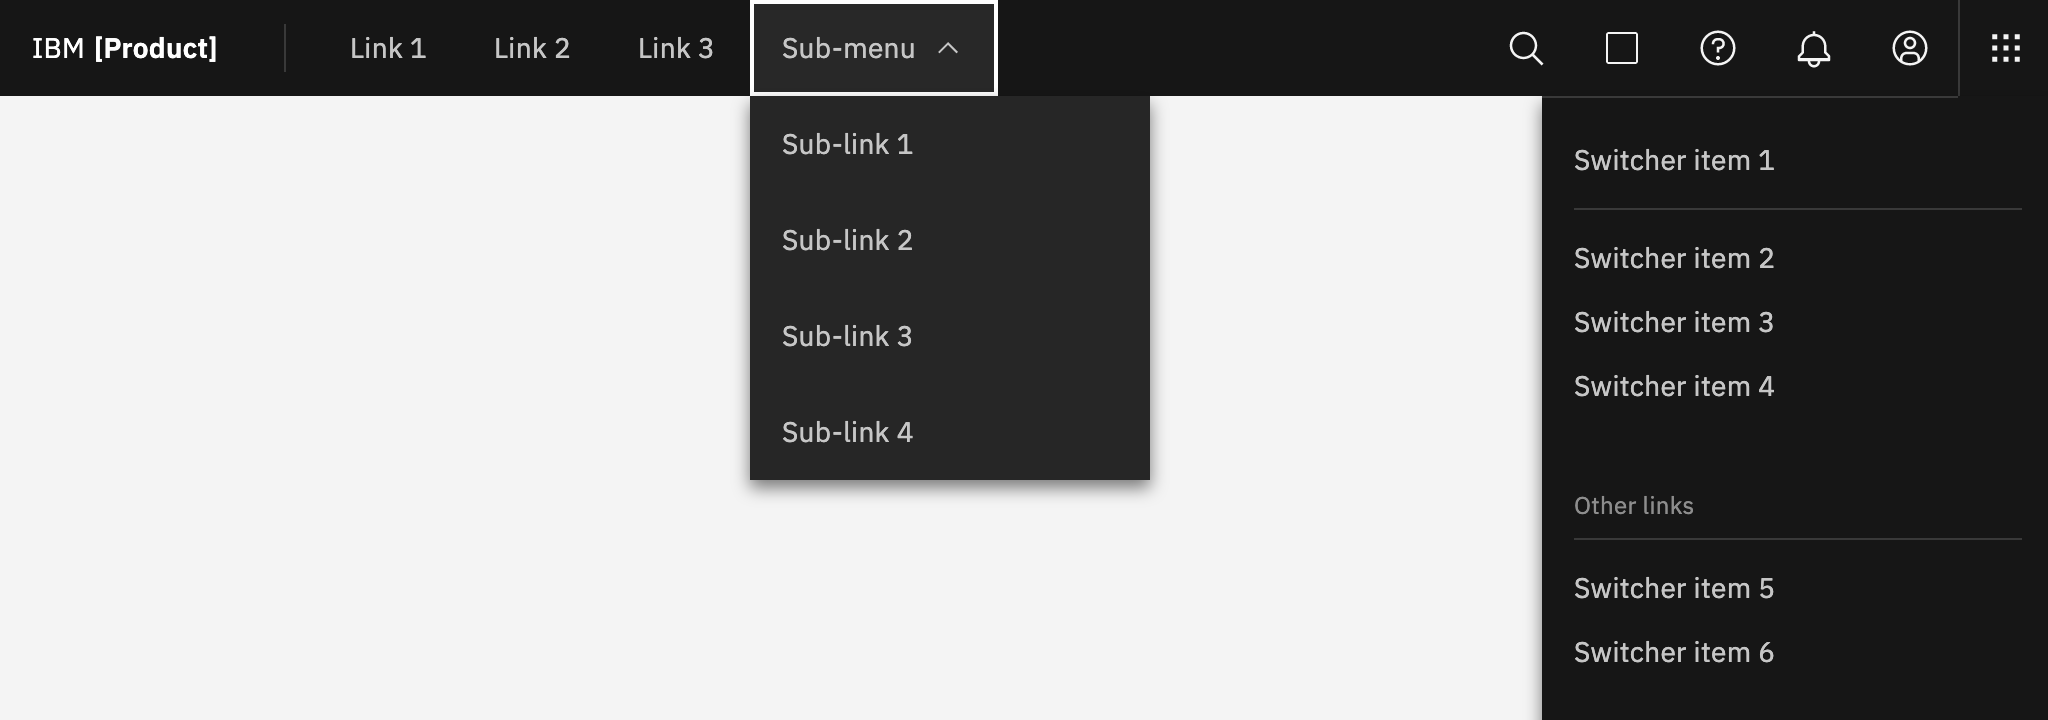 IBM [Product] Link 1 Link 2 Link 3 Sub-menu
Sub-link 1
Sub-link 2
Sub-link 3
Sub-link 4
Switcher item 1
Switcher item 2
Switcher item 3
Switcher item 4
Other links
Switcher item 5
Switcher item 6